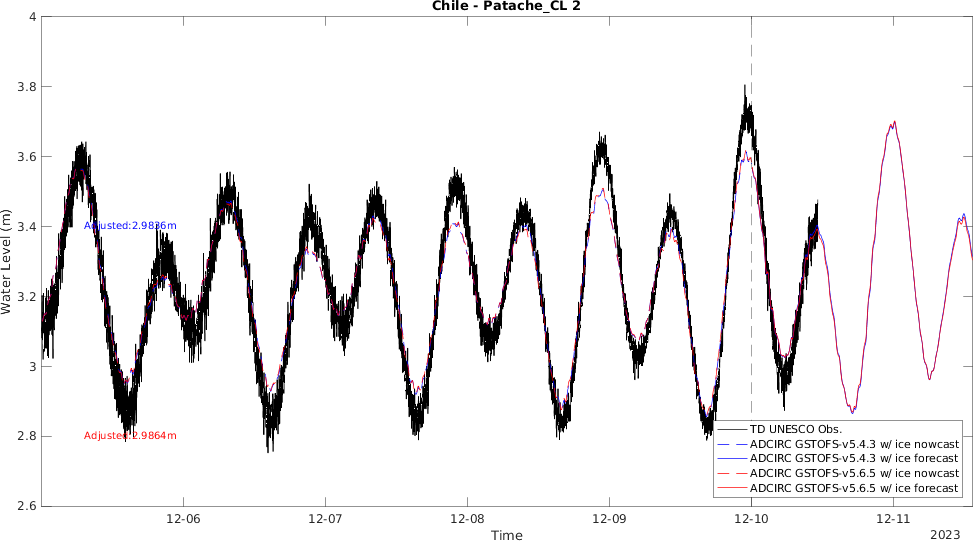 Chile - Patache_CL 2
4
3.8
3.6
3.4
3.2
3
2.8
2.6
Water Level (m)
Adjusted:2.9836m
Adjusted:2.9864m
TD UNESCO Obs.
ADCIRC GSTOFS-v5.4.3 w/ ice nowcast
ADCIRC GSTOFS-v5.4.3 w/ ice forecast
ADCIRC GSTOFS-v5.6.5 w/ ice nowcast
ADCIRC GSTOFS-v5.6.5 w/ ice forecast
12-06 12-07 12-08 12-09 12-10 12-11
Time
2023